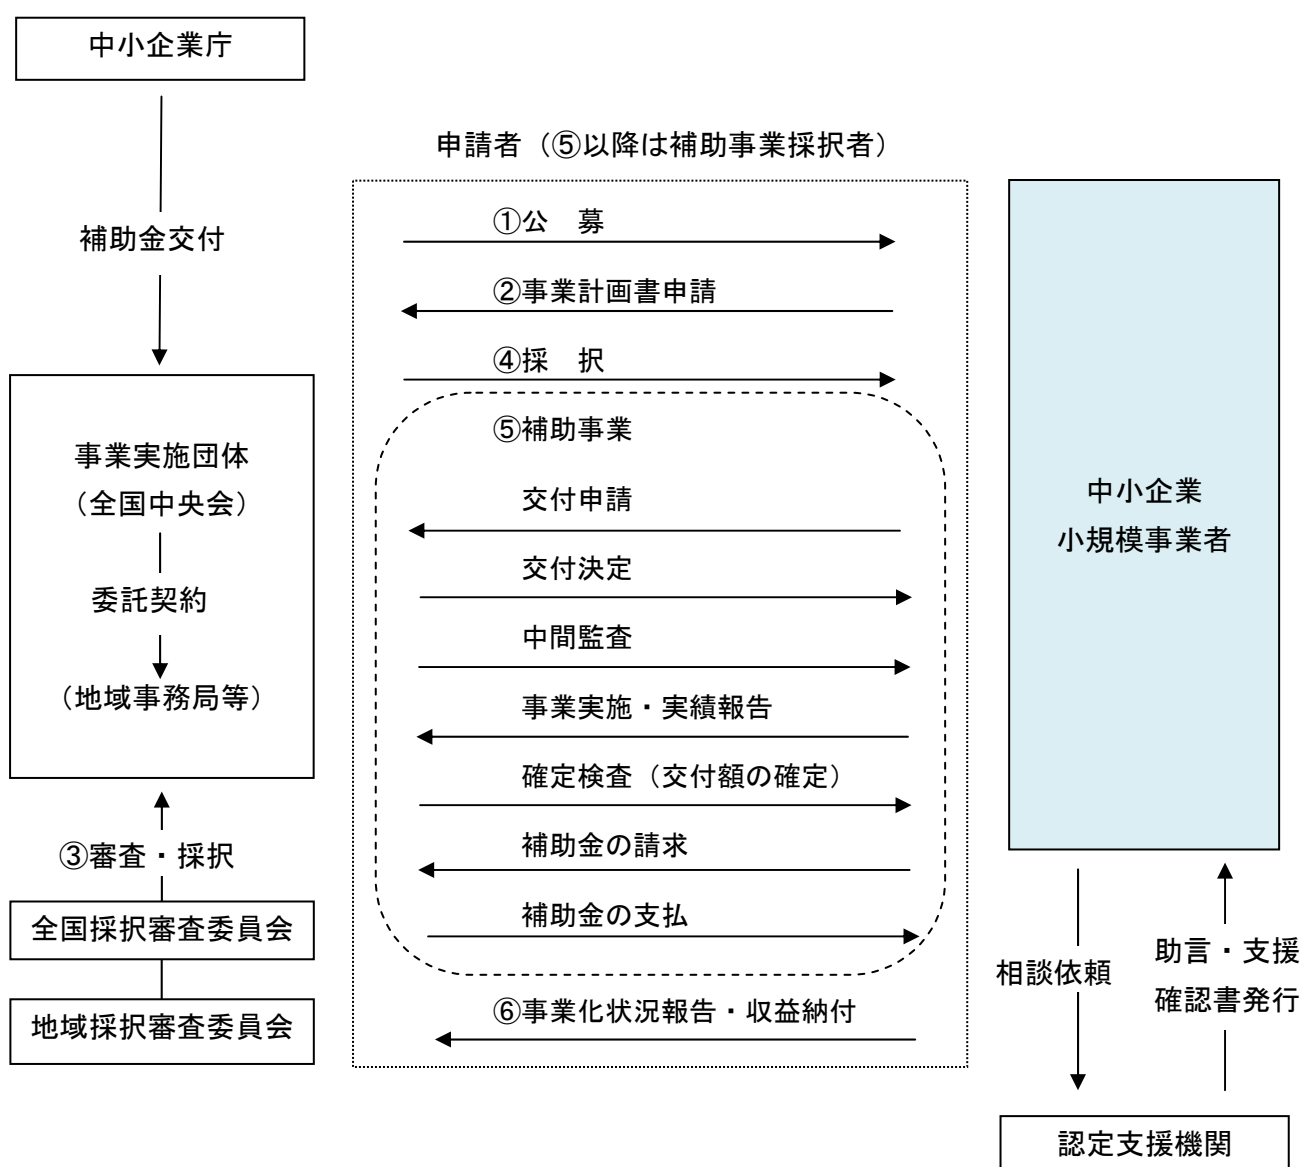 中小企業庁
補助金交付
事業実施団体
（全国中央会）
委託契約
（地域事務局等）
③審査・採択
全国採択審査委員会
地域採択審査委員会
申請者（⑤以降は補助事業採択者）
①公　募
②事業計画書申請
④採　択
⑤補助事業
交付申請
交付決定
中間監査
事業実施・実績報告
確定検査（交付額の確定）
補助金の請求
補助金の支払
⑥事業化状況報告・収益納付
中小企業
小規模事業者
相談依頼
助言・支援
確認書発行
認定支援機関